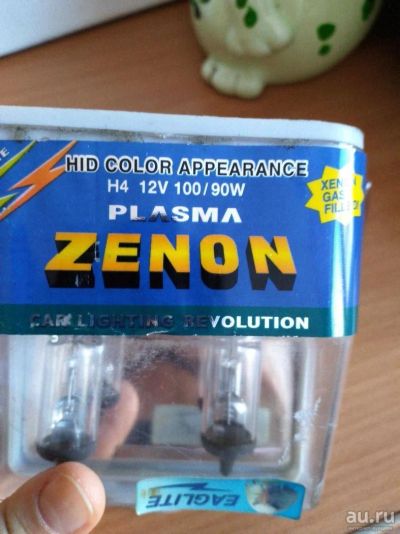 HID COLOR APPEARANCE
H4 12V 100/90W
XENON
GAS
FILLED
PLASMA
ZENON
CAR LIGHTING REVOLUTION
EAGLITE
au.ru